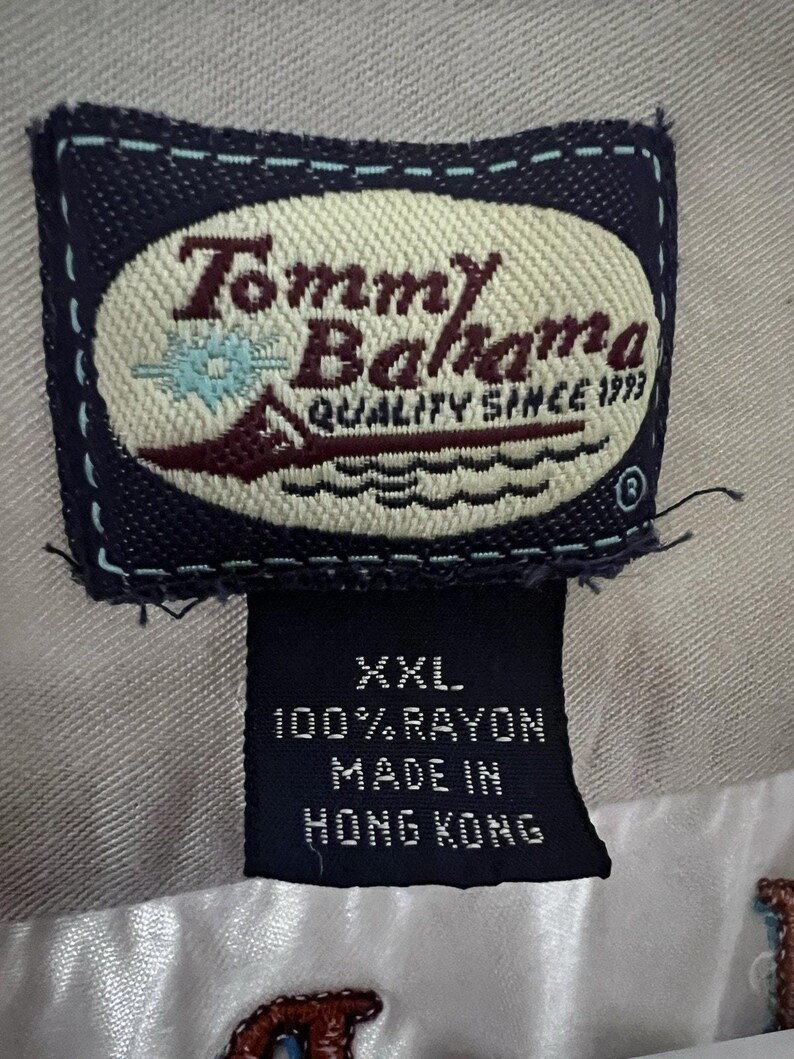 Tommy
Bahama
QUALITY SINCE 1993
®
XXL
100% RAYON
MADE IN
HONG KONG